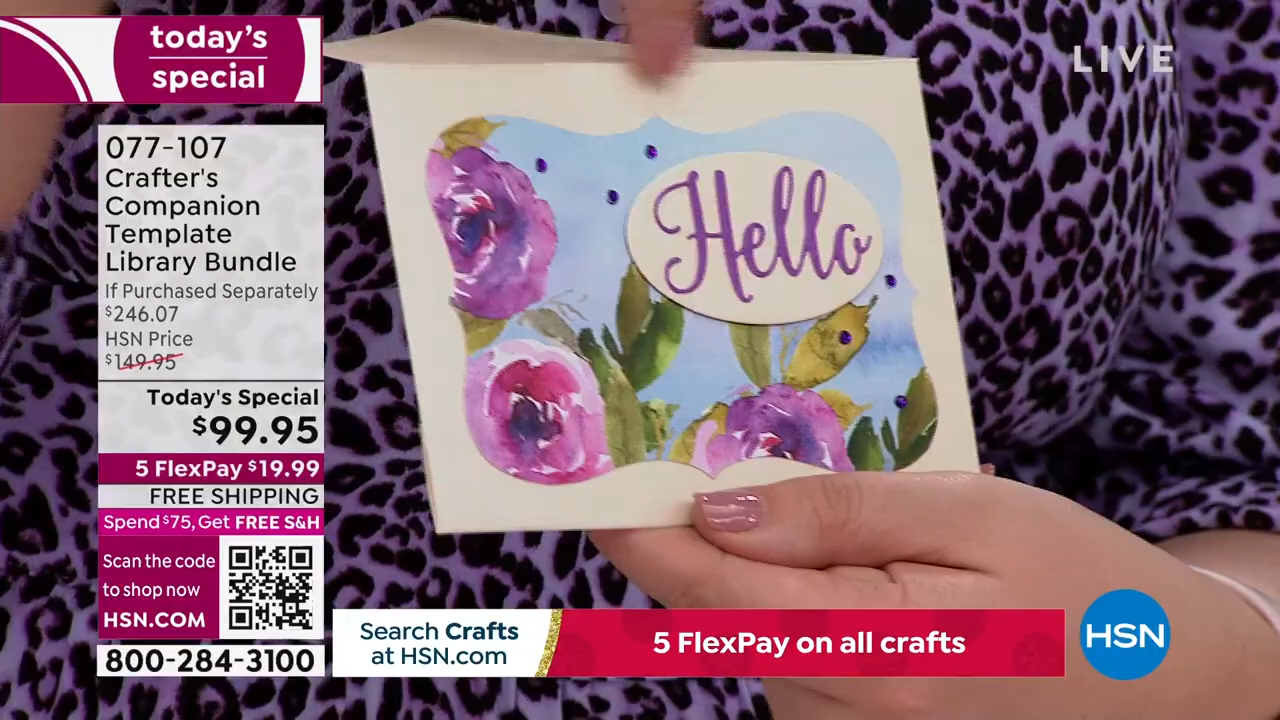 today's
special
LIVE
077-107
Crafter's
Companion
Template
Library Bundle
If Purchased Separately
$246.07
HSN Price
$149.95
Today's Special
$99.95
5 FlexPay $19.99
FREE SHIPPING
Spend $75, Get FREE S&H
Scan the code
to shop now
HSN.COM
800-284-3100
Hello
Search Crafts
at HSN.com
5 FlexPay on all crafts
HSN